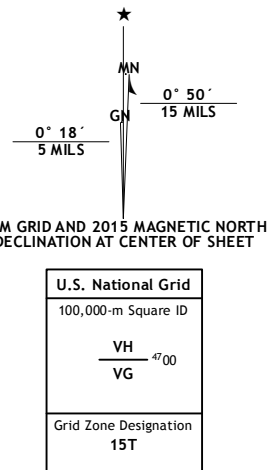 ★
MN
0° 50´
15 MILS
GN
0° 18´
5 MILS
M GRID AND 2015 MAGNETIC NORTH
DECLINATION AT CENTER OF SHEET
U.S. National Grid
100,000-m Square ID
VH
4700
VG
Grid Zone Designation
15T